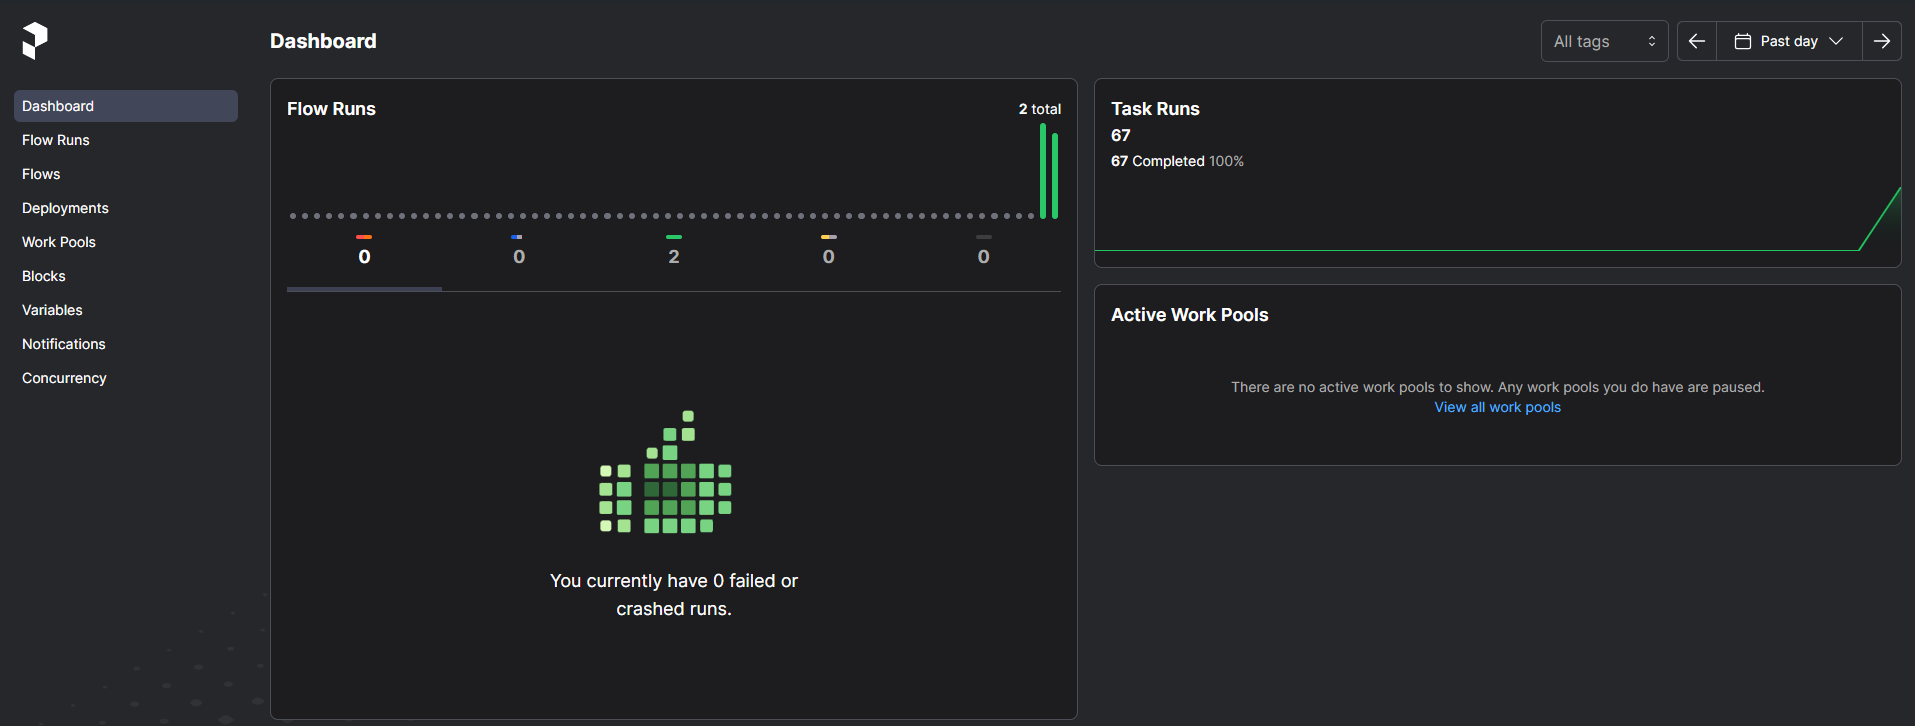 Dashboard
All tags
Past day
Dashboard
Flow Runs
Flows
Deployments
Work Pools
Blocks
Variables
Notifications
Concurrency
Flow Runs
2 total
0
0
2
0
0
You currently have 0 failed or
crashed runs.
Task Runs
67
67 Completed 100%
Active Work Pools
There are no active work pools to show. Any work pools you do have are paused.
View all work pools